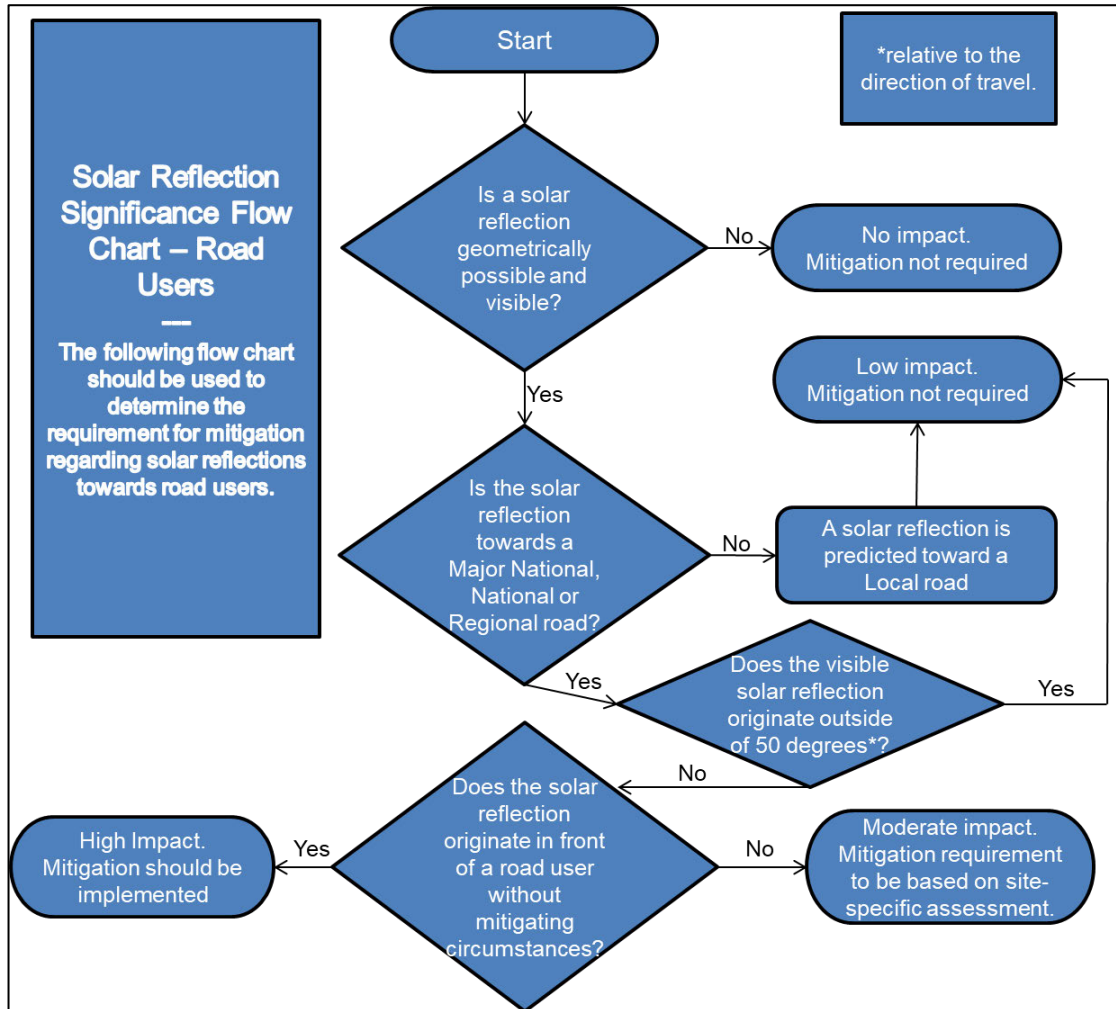 Solar Reflection
Significance Flow
Chart – Road
Users
---
The following flow chart
should be used to
determine the
requirement for mitigation
regarding solar reflections
towards road users.
Start
*relative to the
direction of travel.
Is a solar
reflection
geometrically
possible and
visible?
No
No impact.
Mitigation not required
Yes
Low impact.
Mitigation not required
Is the solar
reflection
towards a
Major National,
National or
Regional road?
No
A solar reflection is
predicted toward a
Local road
Yes
Does the visible
solar reflection
originate outside
of 50 degrees*?
Yes
No
Does the solar
reflection
originate in front
of a road user
without
mitigating
circumstances?
Yes
High Impact.
Mitigation should be
implemented
No
Moderate impact.
Mitigation requirement
to be based on site-
specific assessment.